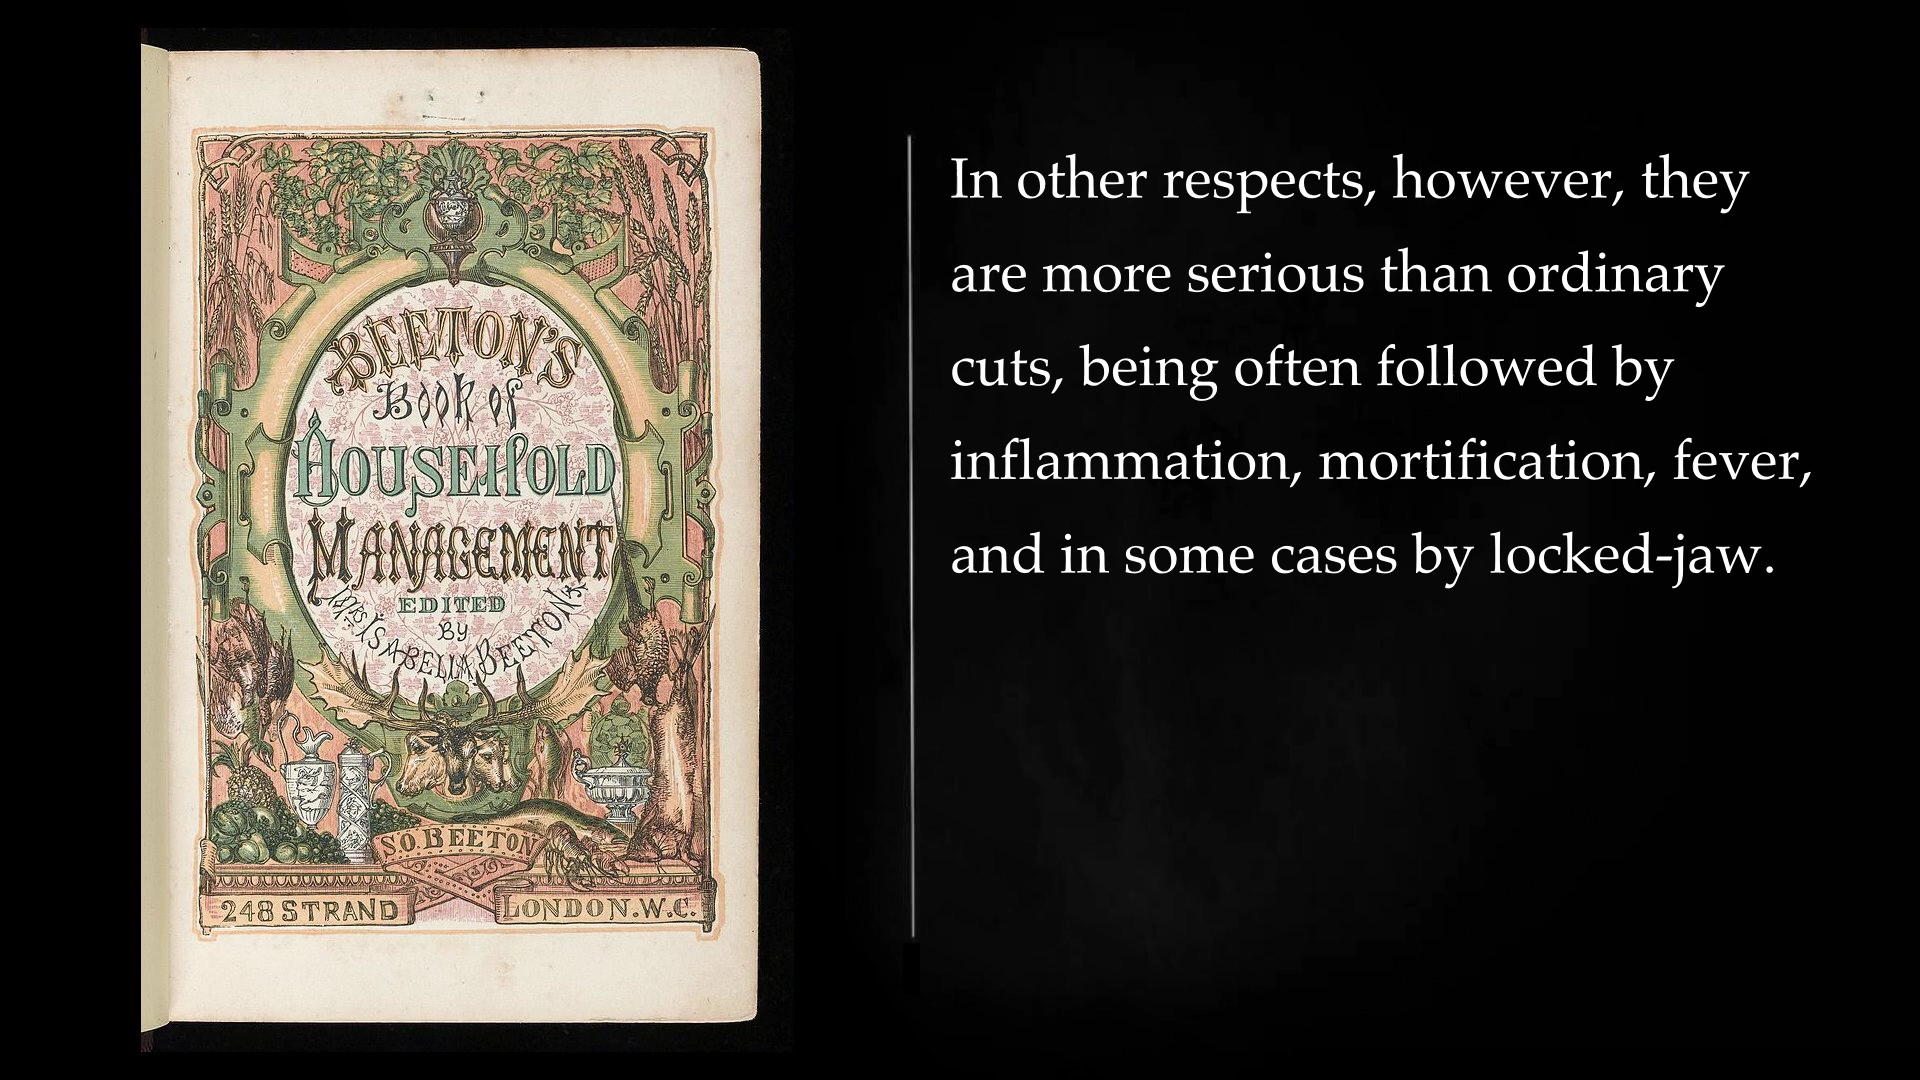 BEETON'S
Book of
HOUSEHOLD
MANAGEMENT
EDITED
BY
MRS ISABELLA BEETON
S.O. BEETON
248 STRAND
LONDON. W.C.
In other respects, however, they
are more serious than ordinary
cuts, being often followed by
inflammation, mortification, fever,
and in some cases by locked-jaw.